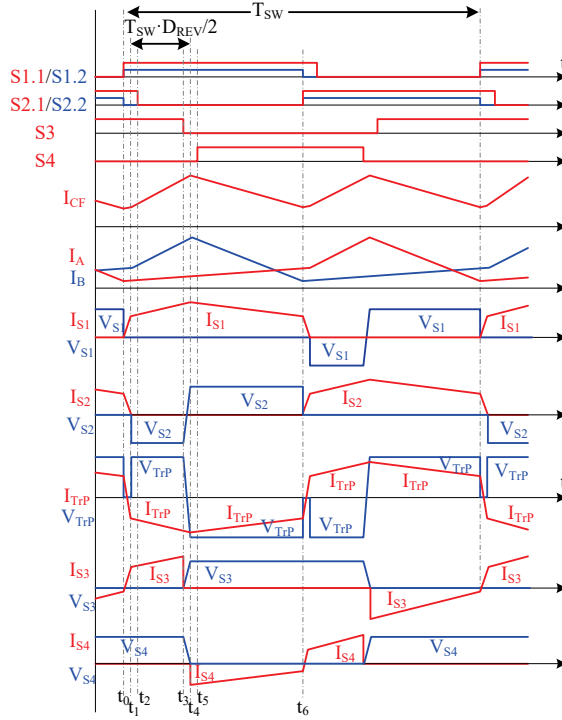 T_SW
T_SW·D_REV/2
t
S1.1/S1.2
S2.1/S2.2
S3
S4
I_CF
I_A
I_B
I_S1 V_S1 I_S1 V_S1 I_S1
V_S1 V_S1
I_S2 V_S2 I_S2
V_S2 V_S2 V_S2
V_TrP V_TrP V_TrP
I_TrP I_TrP I_TrP t
V_TrP I_TrP I_TrP V_TrP V_TrP
I_S3 I_S3 V_S3 I_S3
V_S3 I_S3
I_S4 V_S4 I_S4 V_S4
V_S4 I_S4
t_0 t_2 t_3 t_5 t_6
t_1 t_4